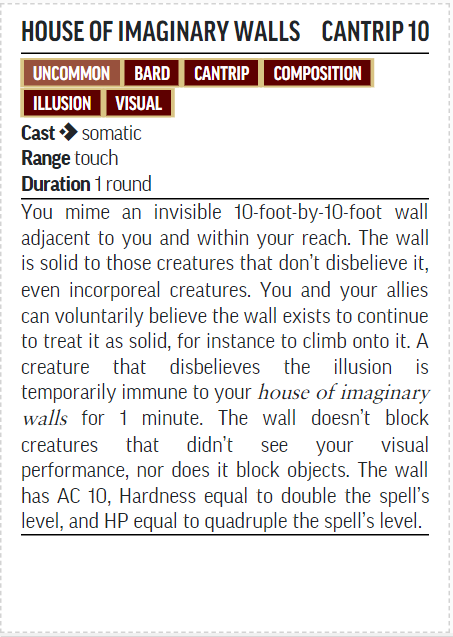 HOUSE OF IMAGINARY WALLS CANTRIP 10
UNCOMMON BARD CANTRIP COMPOSITION
ILLUSION VISUAL
Cast somatic
Range touch
Duration 1 round
You mime an invisible 10-foot-by-10-foot wall
adjacent to you and within your reach. The wall
is solid to those creatures that don't disbelieve it,
even incorporeal creatures. You and your allies
can voluntarily believe the wall exists to continue
to treat it as solid, for instance to climb onto it. A
creature that disbelieves the illusion is
temporarily immune to your house of imaginary
walls for 1 minute. The wall doesn't block
creatures that didn't see your visual
performance, nor does it block objects. The wall
has AC 10, Hardness equal to double the spell's
level, and HP equal to quadruple the spell's level.